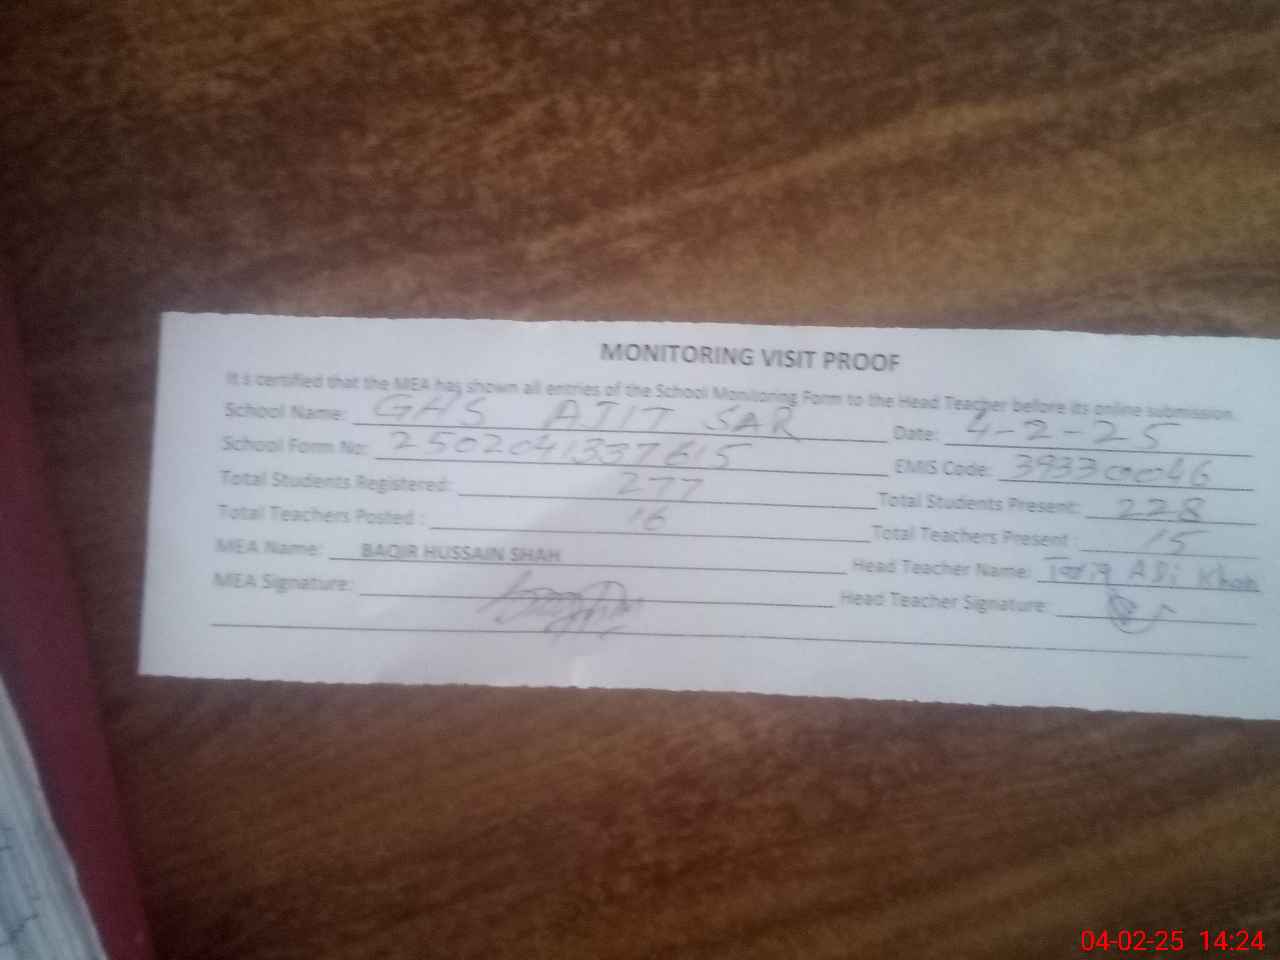 MONITORING VISIT PROOF
It is certified that the MEA has shown all entries of the School Monitoring Form to the Head Teacher before its online submission.
School Name: GHS AJIT SAR Date: 4-2-25
School Form No: 2502041337615 EMIS Code: 39330046
Total Students Registered: 277 Total Students Present: 228
Total Teachers Posted : 16 Total Teachers Present : 15
MEA Name: BAQIR HUSSAIN SHAH Head Teacher Name: Tariq Khan
MEA Signature: Head Teacher Signature:
04-02-25 14:24